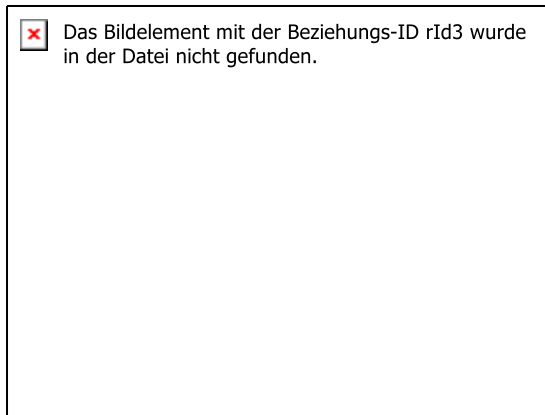 Das Bildelement mit der Beziehungs-ID rId3 wurde
in der Datei nicht gefunden.